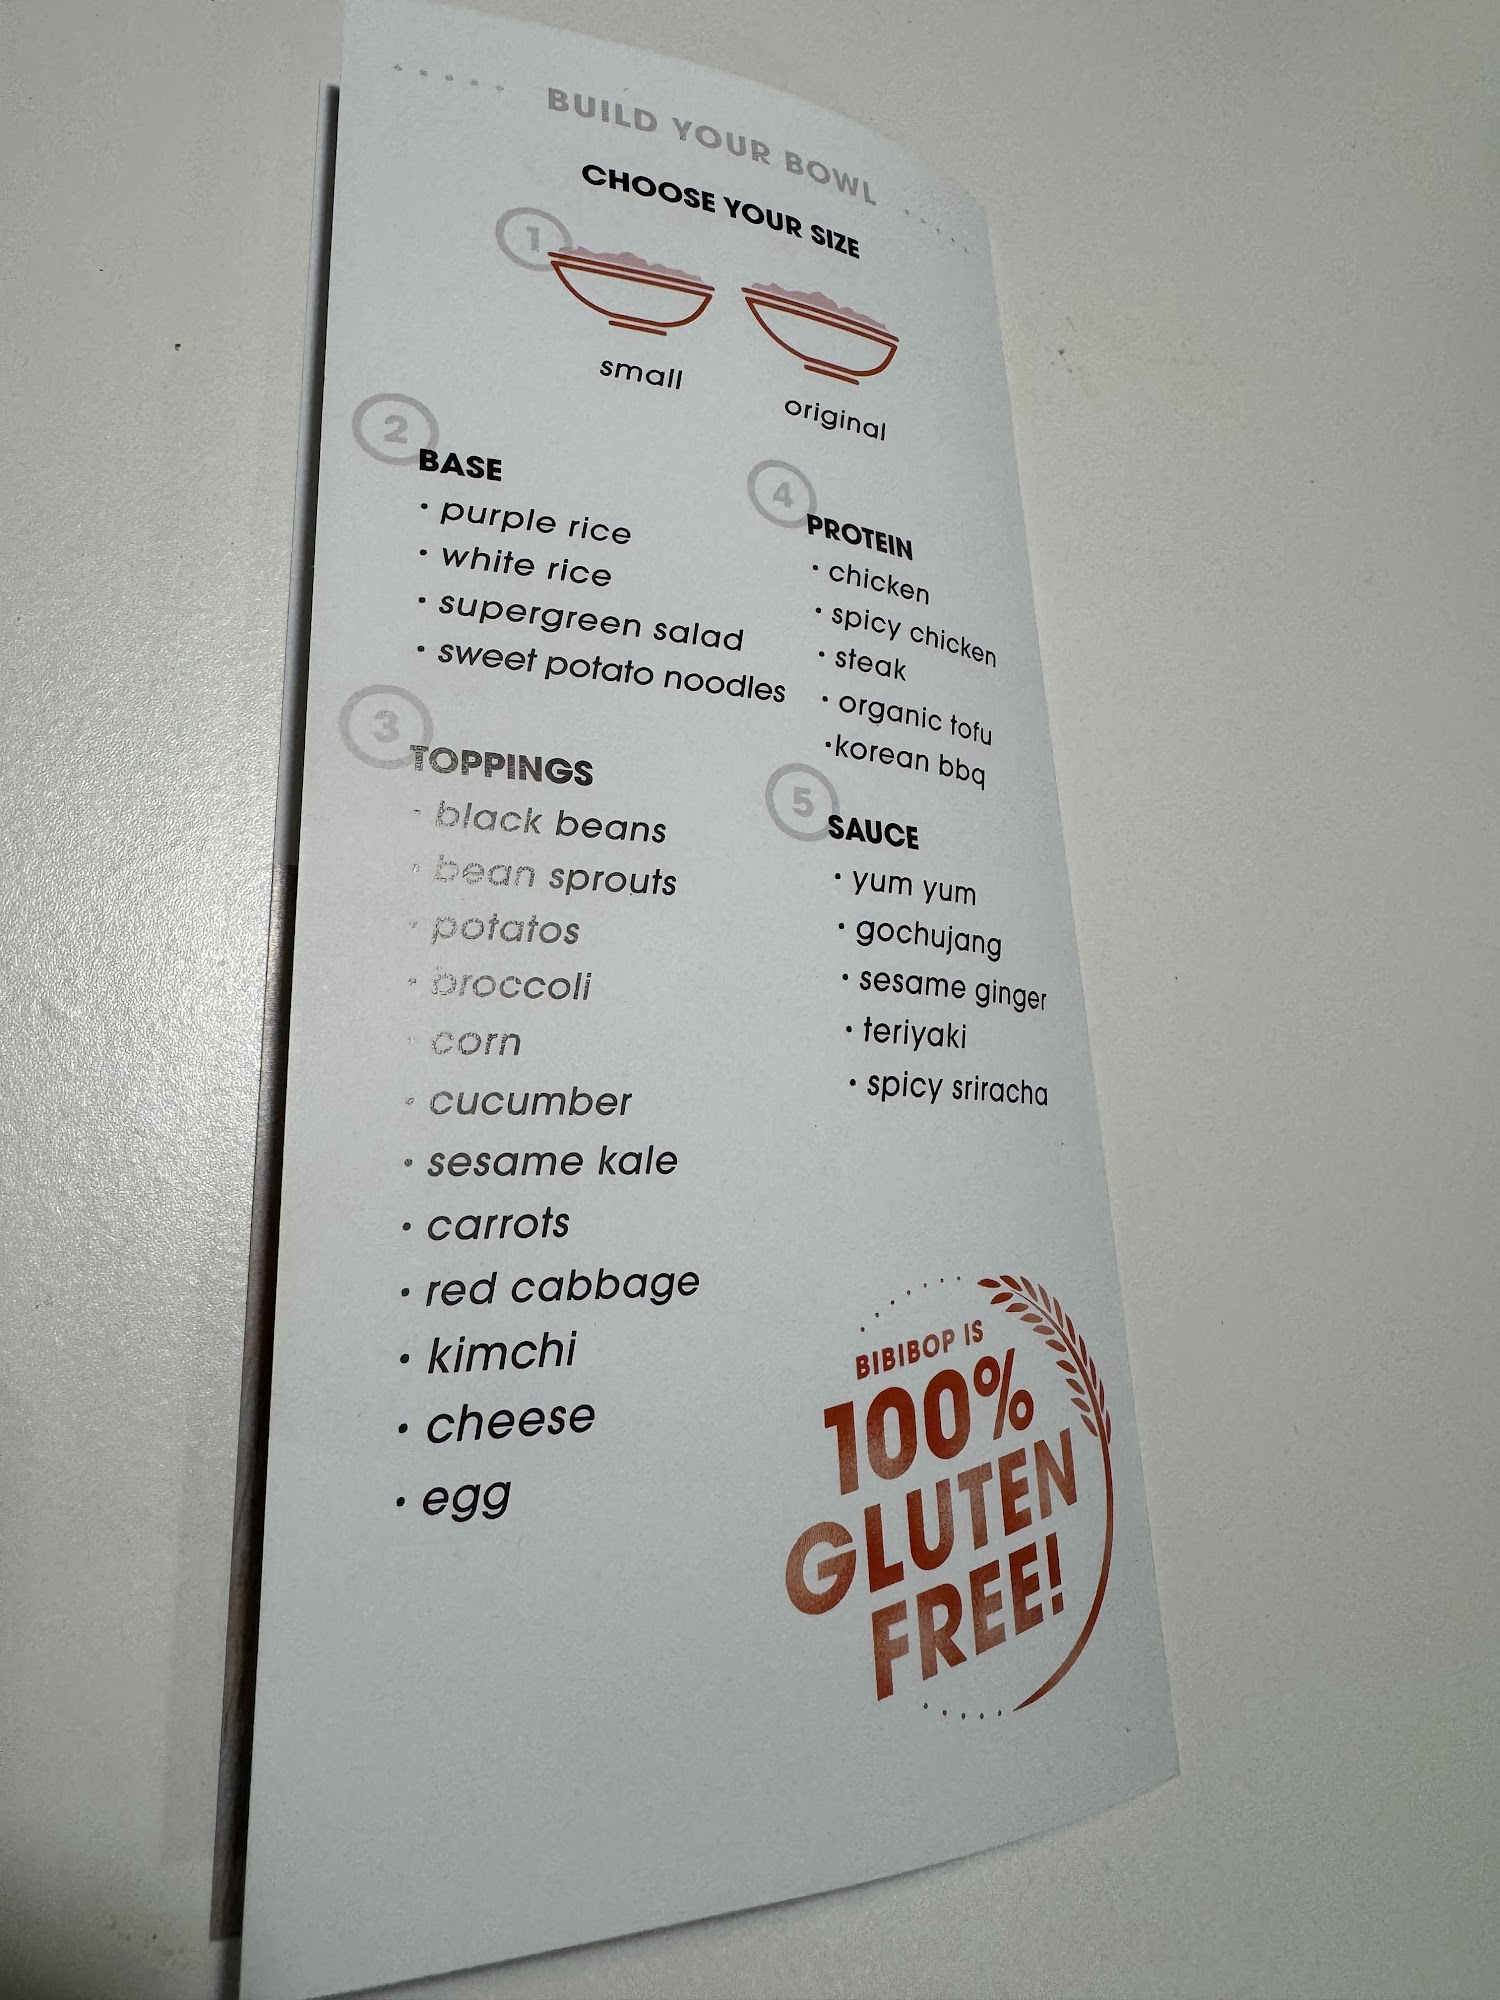 BUILD YOUR BOWL
CHOOSE YOUR SIZE
1
small
original
2
BASE
• purple rice
• white rice
• supergreen salad
• sweet potato noodles
3
TOPPINGS
• black beans
• bean sprouts
• potatos
• broccoli
• corn
• cucumber
• sesame kale
• carrots
• red cabbage
• kimchi
• cheese
• egg
4
PROTEIN
• chicken
• spicy chicken
• steak
• organic tofu
•korean bbq
5
SAUCE
• yum yum
• gochujang
• sesame ginger
• teriyaki
• spicy sriracha
BIBIBOP IS
100%
GLUTEN
FREE!